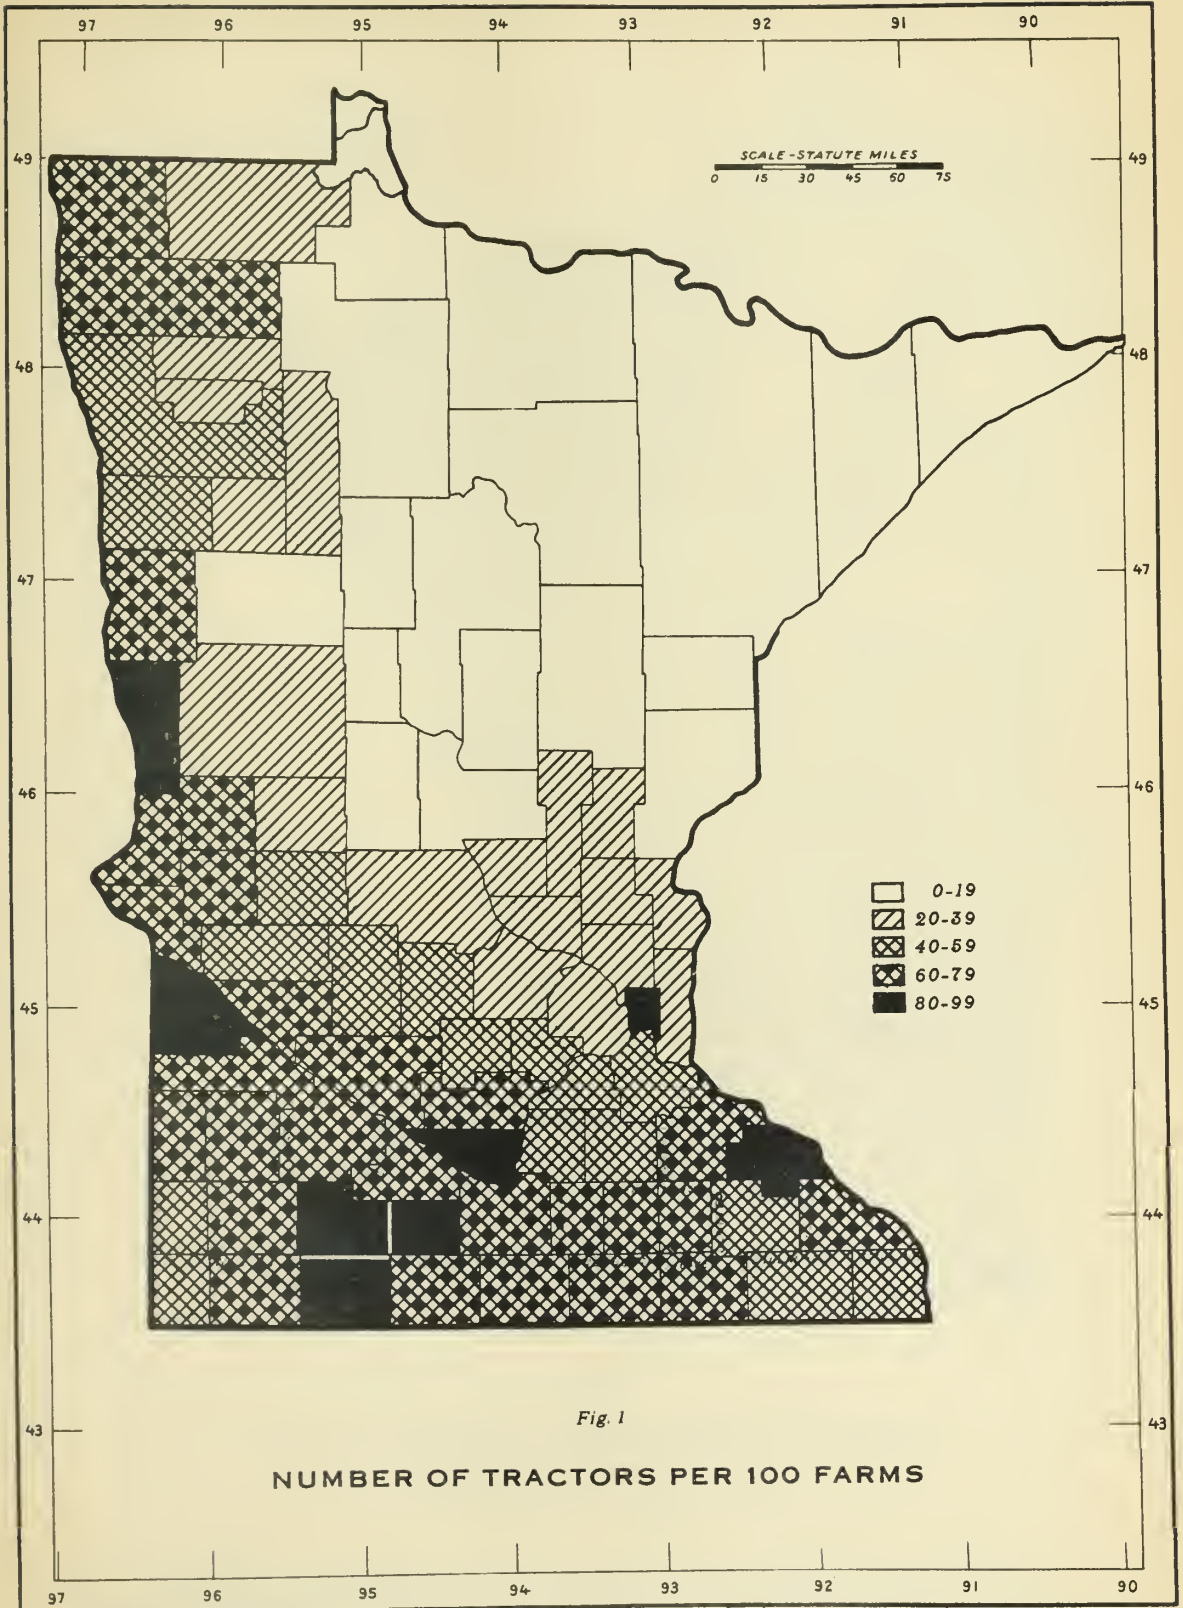 97 96 95 94 93 92 91 90
SCALE-STATUTE MILES
0 15 30 45 60 75
49 49
48 48
47 47
46 46
0-19
20-39
40-59
60-79
80-99
45 45
44 44
Fig. 1
43 43
NUMBER OF TRACTORS PER 100 FARMS
97 96 95 94 93 92 91 90